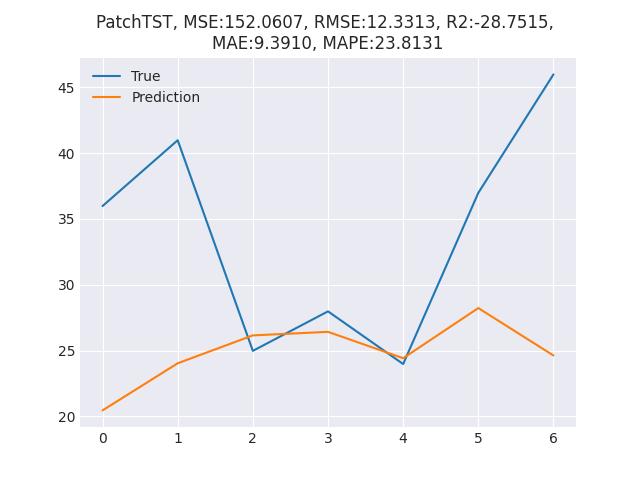 PatchTST, MSE:152.0607, RMSE:12.3313, R2:-28.7515,
MAE:9.3910, MAPE:23.8131
True
Prediction
45
40
35
30
25
20
0 1 2 3 4 5 6